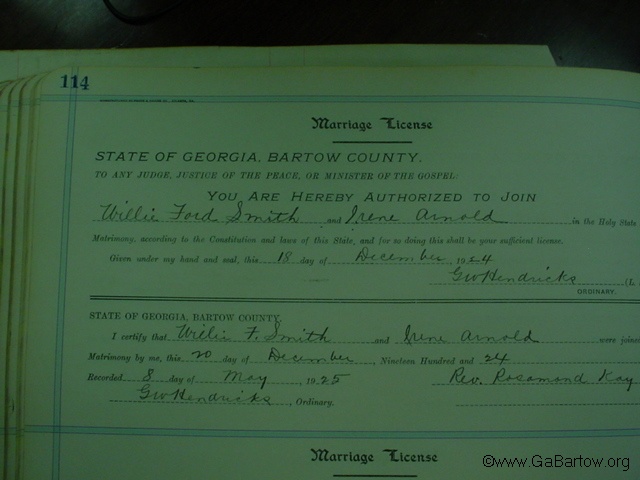 114
Marriage License
STATE OF GEORGIA, BARTOW COUNTY.
TO ANY JUDGE, JUSTICE OF THE PEACE, OR MINISTER OF THE GOSPEL:
YOU ARE HEREBY AUTHORIZED TO JOIN
Willie Ford Smith and Irene Arnold in the Holy State
Matrimony, according to the Constitution and laws of this State, and for so doing this shall be your sufficient license.
Given under my hand and seal, this 18 day of December, 1924
GW Hendricks (L
ORDINARY.
STATE OF GEORGIA, BARTOW COUNTY.
I certify that Willie F. Smith and Irene Arnold were joined
Matrimony by me, this 20 day of December, Nineteen Hundred and 24
Recorded 8 day of May, 1925 Rev. Rosamond Kay
GW Hendricks, Ordinary.
Marriage License
©www.GaBartow.org